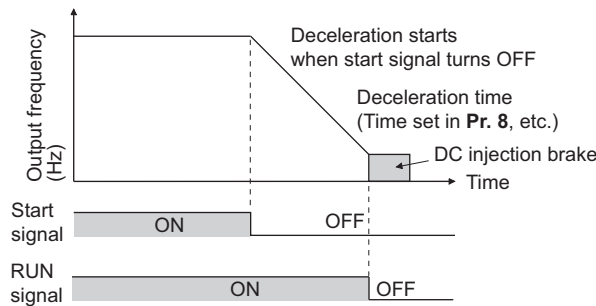 Output frequency
(Hz)
Deceleration starts
when start signal turns OFF
Deceleration time
(Time set in Pr. 8, etc.)
DC injection brake
Time
Start
signal
ON
OFF
RUN
signal
ON
OFF